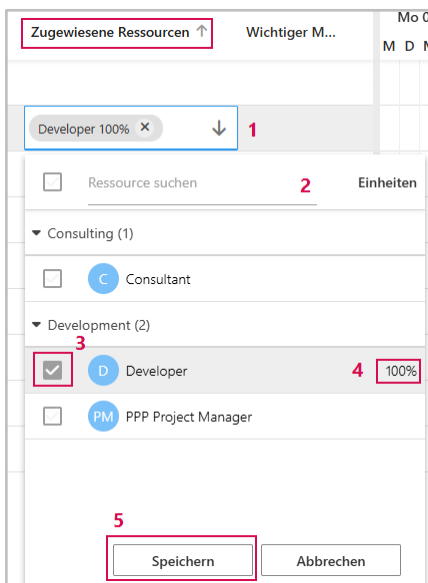 Mo 0
Zugewiesene Ressourcen ↑ Wichtiger M...
M D
Developer 100% × ↓ 1
Ressource suchen 2 Einheiten
Consulting (1)
C Consultant
Development (2)
3
D Developer 4 100%
PM PPP Project Manager
5
Speichern Abbrechen